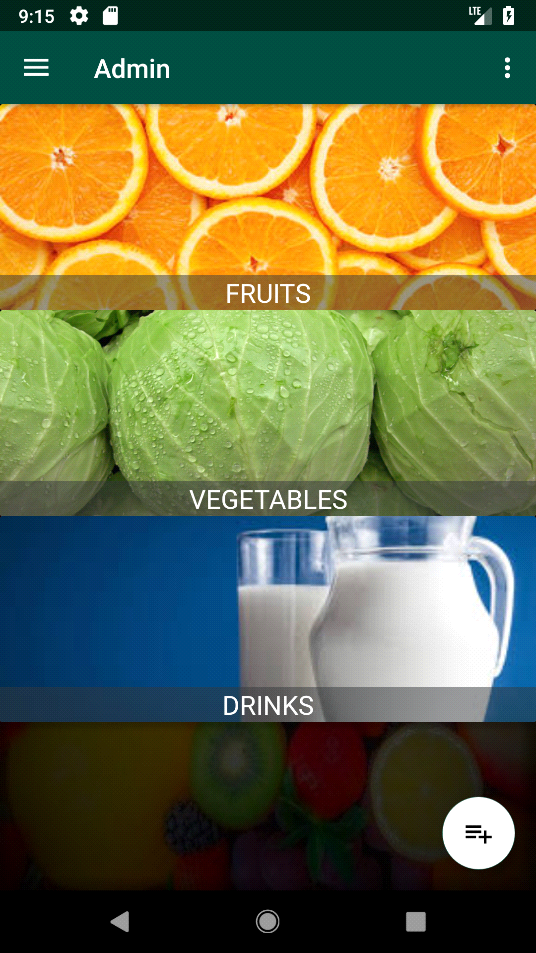 9:15
LTE
Admin
FRUITS
VEGETABLES
DRINKS